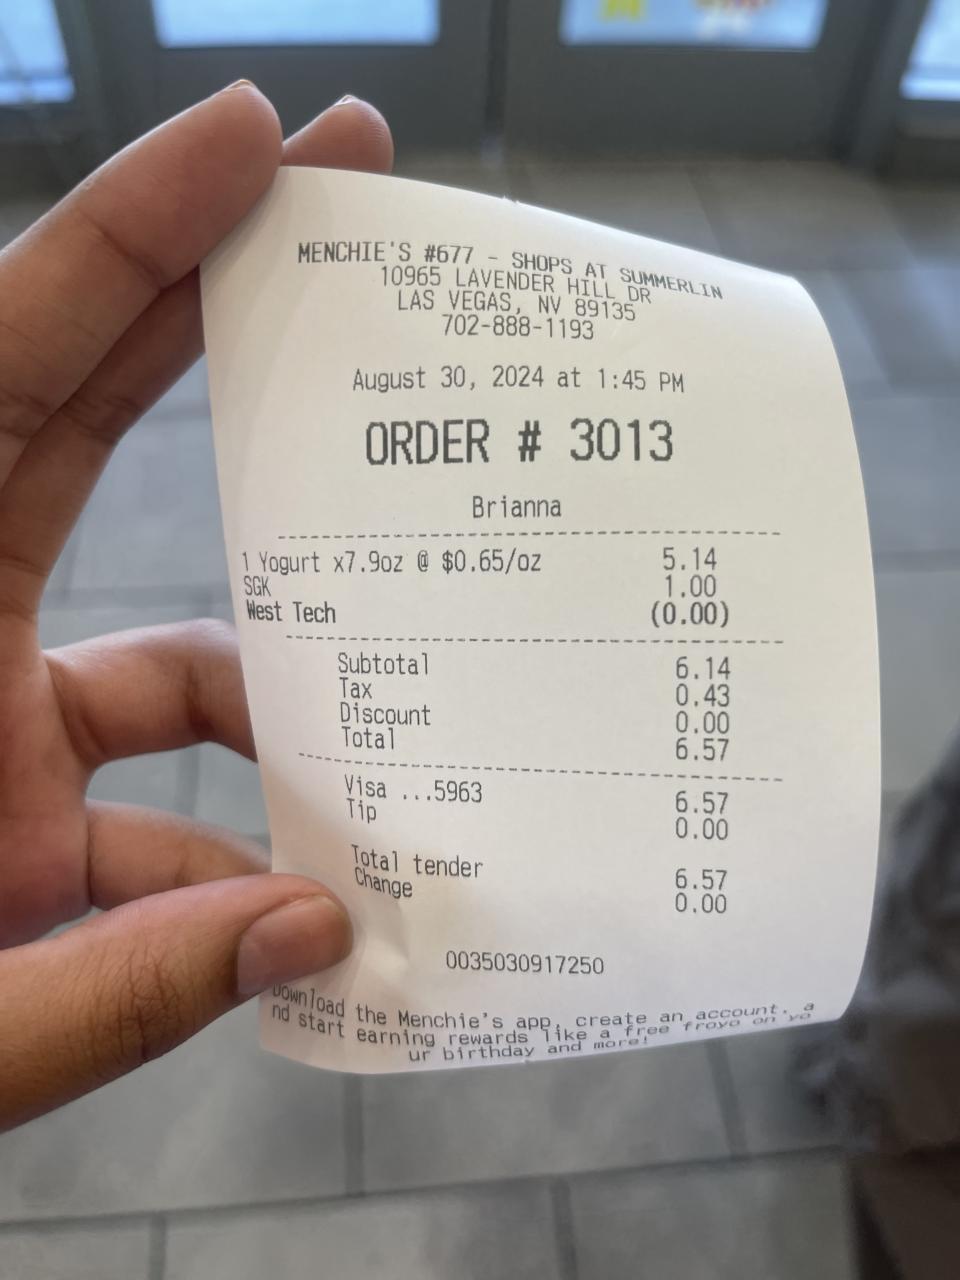 MENCHIE'S #677 - SHOPS AT SUMMERLIN
10965 LAVENDER HILL DR
LAS VEGAS, NV 89135
702-888-1193
August 30, 2024 at 1:45 PM
ORDER # 3013
Brianna
1 Yogurt x7.9oz @ $0.65/oz 5.14
SGK 1.00
West Tech (0.00)
Subtotal 6.14
Tax 0.43
Discount 0.00
Total 6.57
Visa ...5963 6.57
Tip 0.00
Total tender 6.57
Change 0.00
0035030917250
Download the Menchie's app, create an account, a
nd start earning rewards like a free froyo on yo
ur birthday and more!